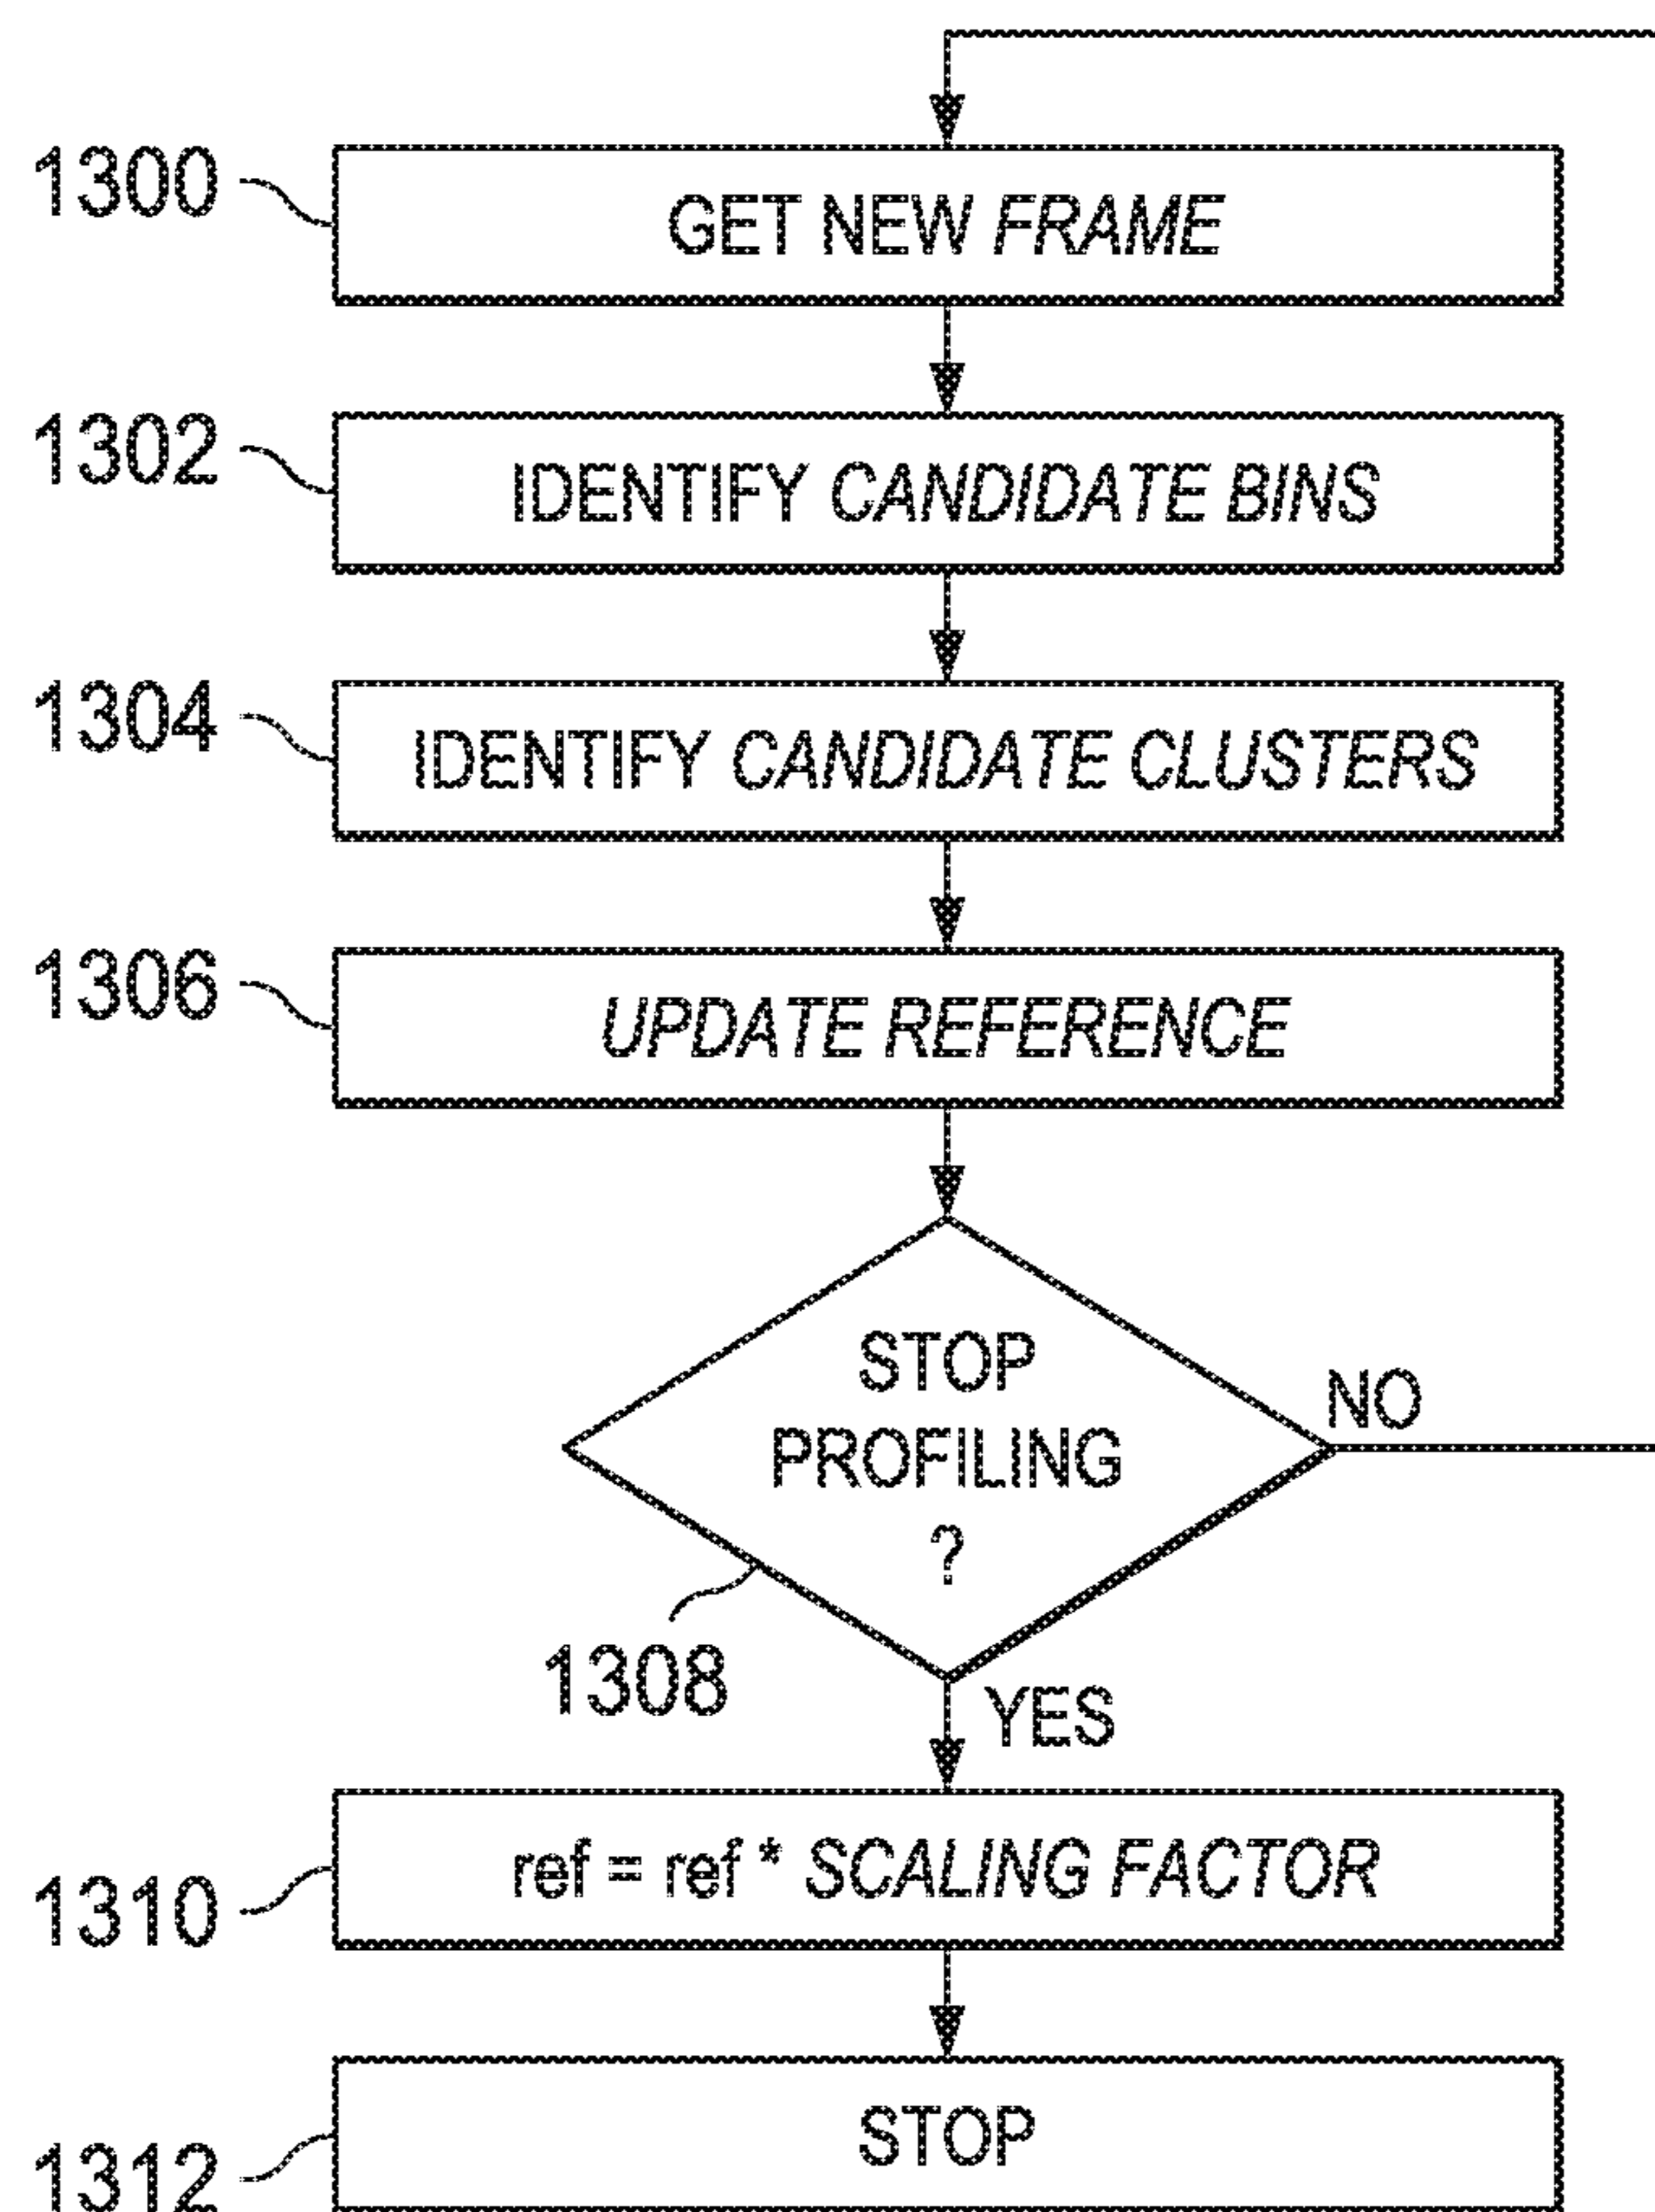 1300
GET NEW FRAME
1302
IDENTIFY CANDIDATE BINS
1304
IDENTIFY CANDIDATE CLUSTERS
1306
UPDATE REFERENCE
STOP
PROFILING
?
NO
1308
YES
1310
ref = ref * SCALING FACTOR
STOP
1312